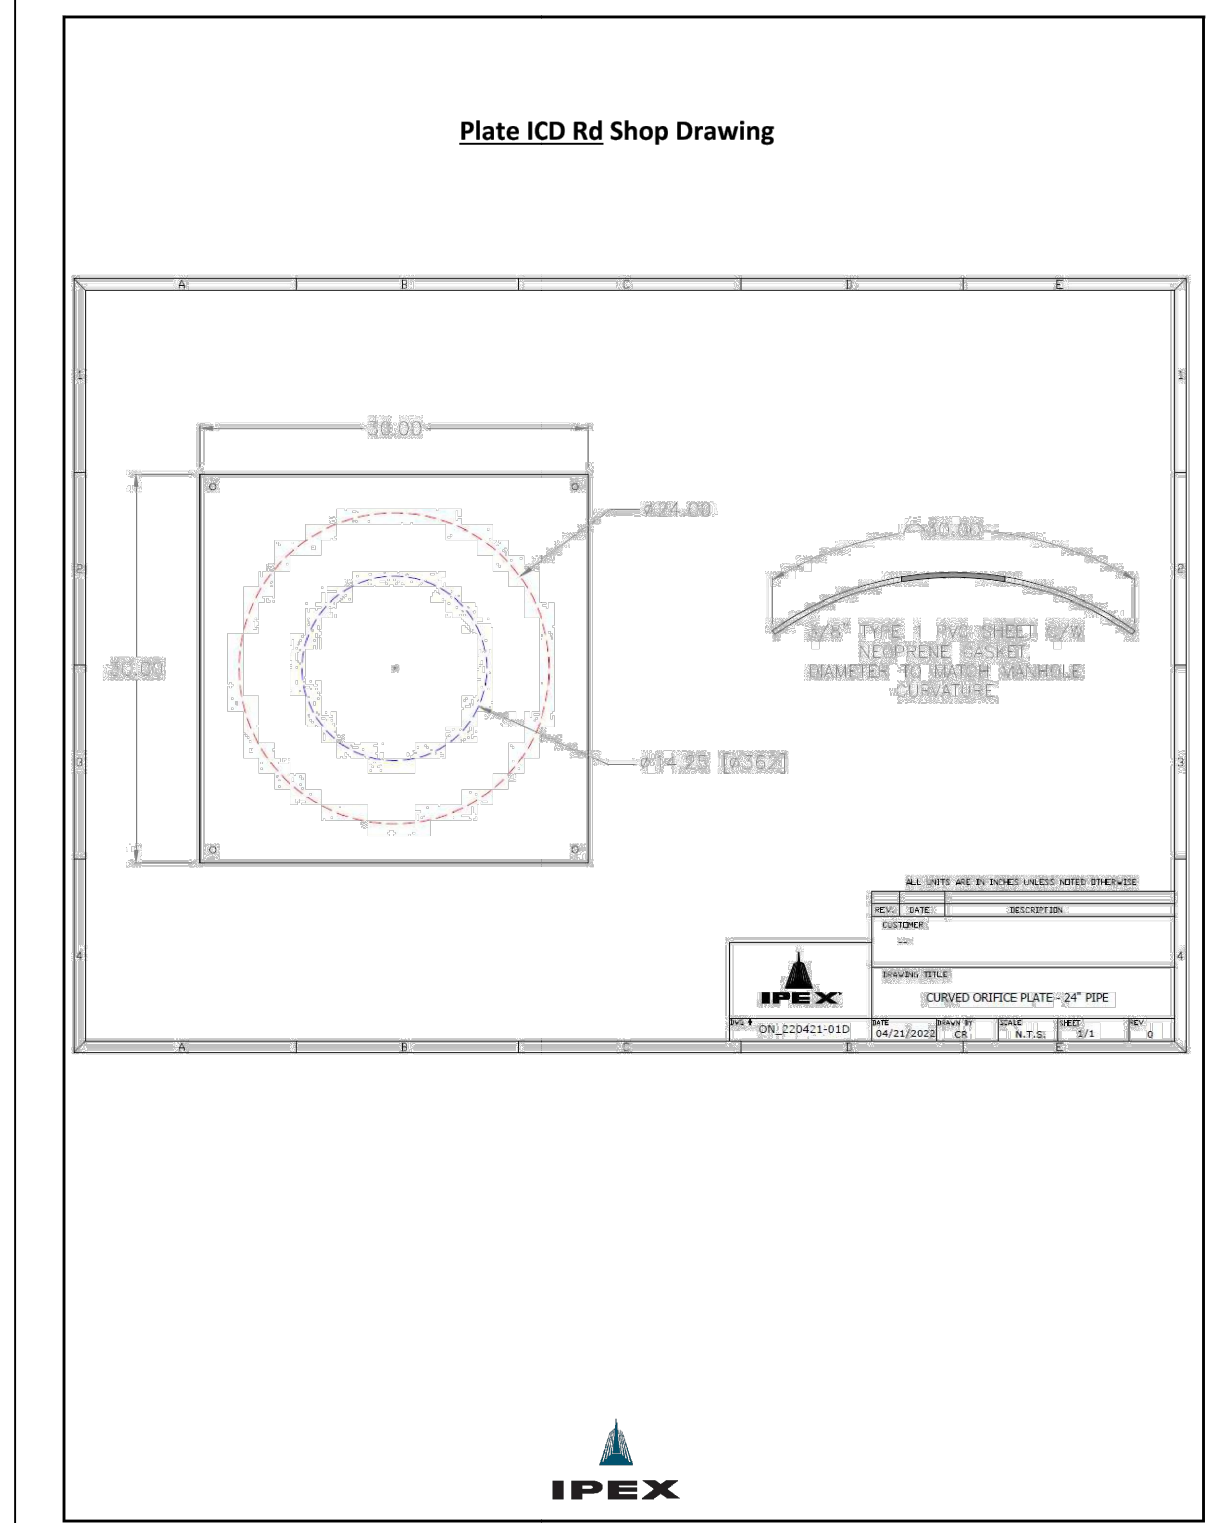 Plate ICD Rd Shop Drawing
A B C D E
1 1
30.00
Ø24.00
30.00
2 2
TYPE 1 PVC SHEET C/W
NEOPRENE GASKET
DIAMETER TO MATCH MANHOLE
CURVATURE
30.00
Ø14.25 [Ø362]
3 3
ALL UNITS ARE IN INCHES UNLESS NOTED OTHERWISE
REV. DATE DESCRIPTION
CUSTOMER
4 4
DRAWING TITLE
IPEX
CURVED ORIFICE PLATE - 24" PIPE
DWG # DATE DRAWN BY SCALE SHEET REV
ON_220421-01D 04/21/2022 CR N.T.S. 1/1 0
A B C D E
IPEX